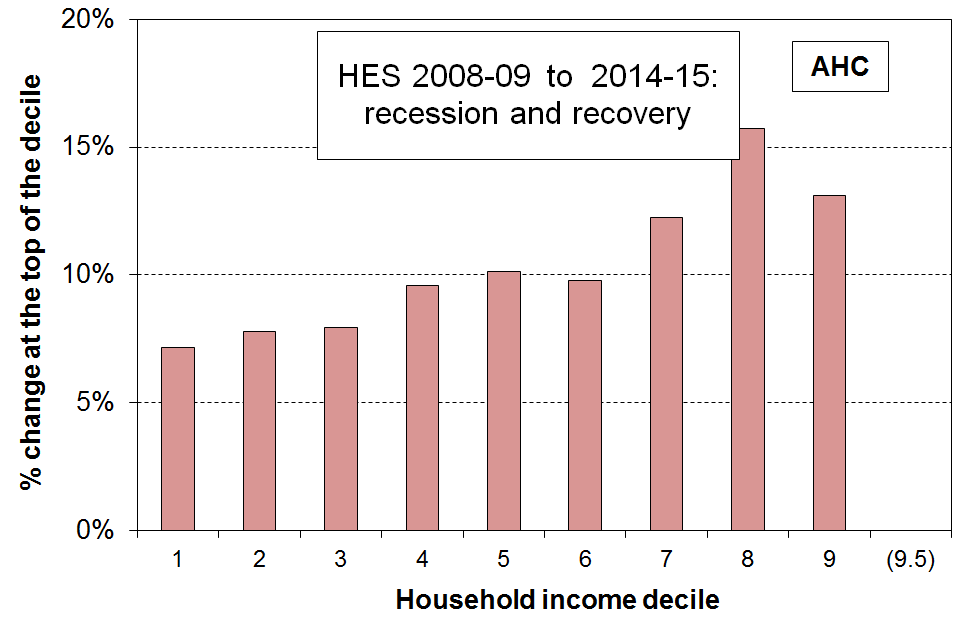 HES 2008-09 to 2014-15:
recession and recovery
AHC
% change at the top of the decile
20%
15%
10%
5%
0%
1 2 3 4 5 6 7 8 9 (9.5)
Household income decile